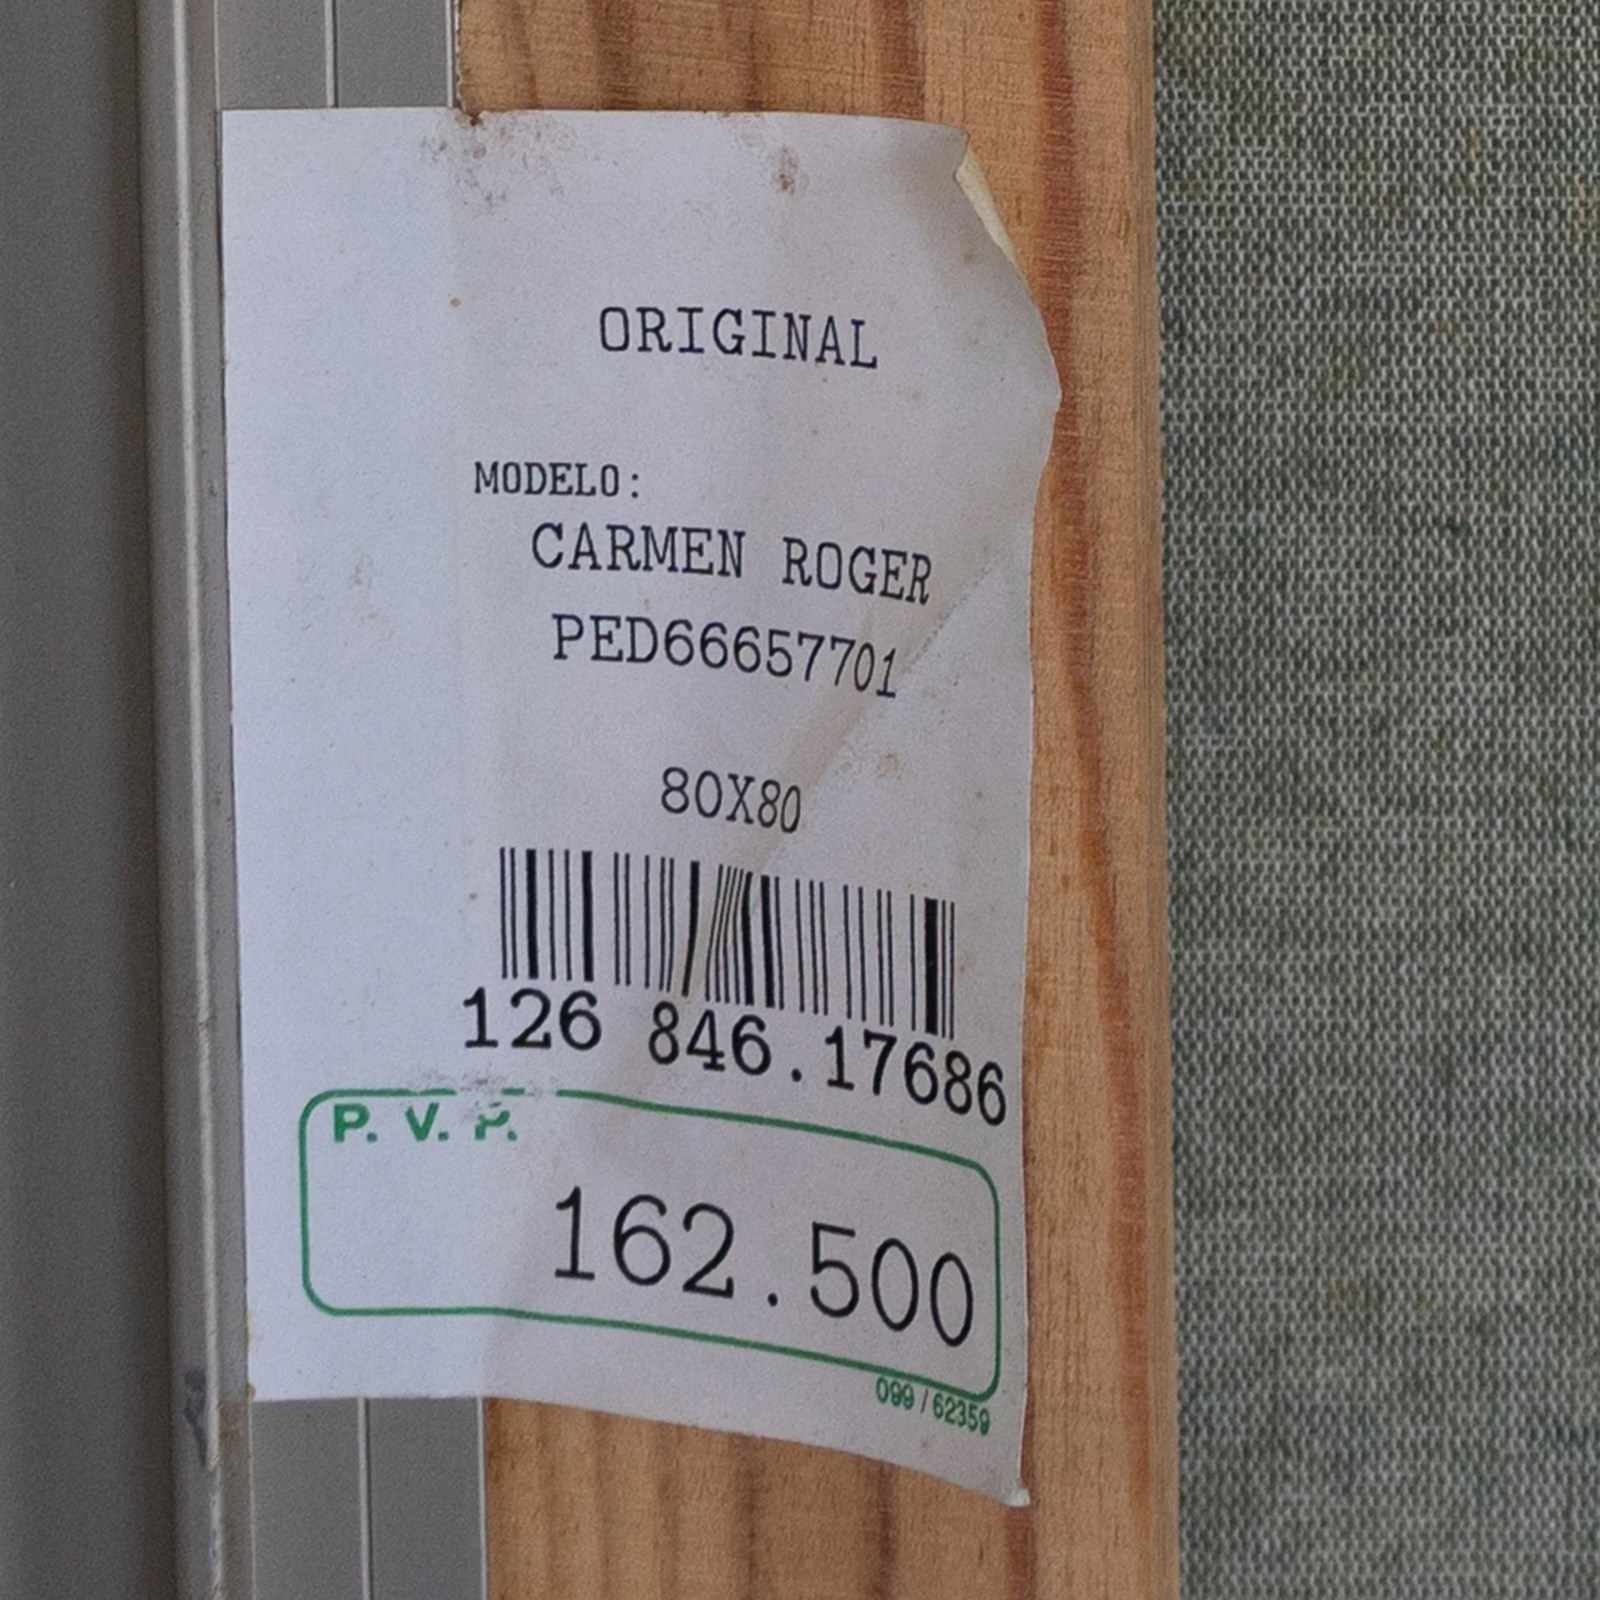 ORIGINAL
MODELO:
CARMEN ROGER
PED66657701
80X80
126 846.17686
P. V. P.
162.500
099 / 62359